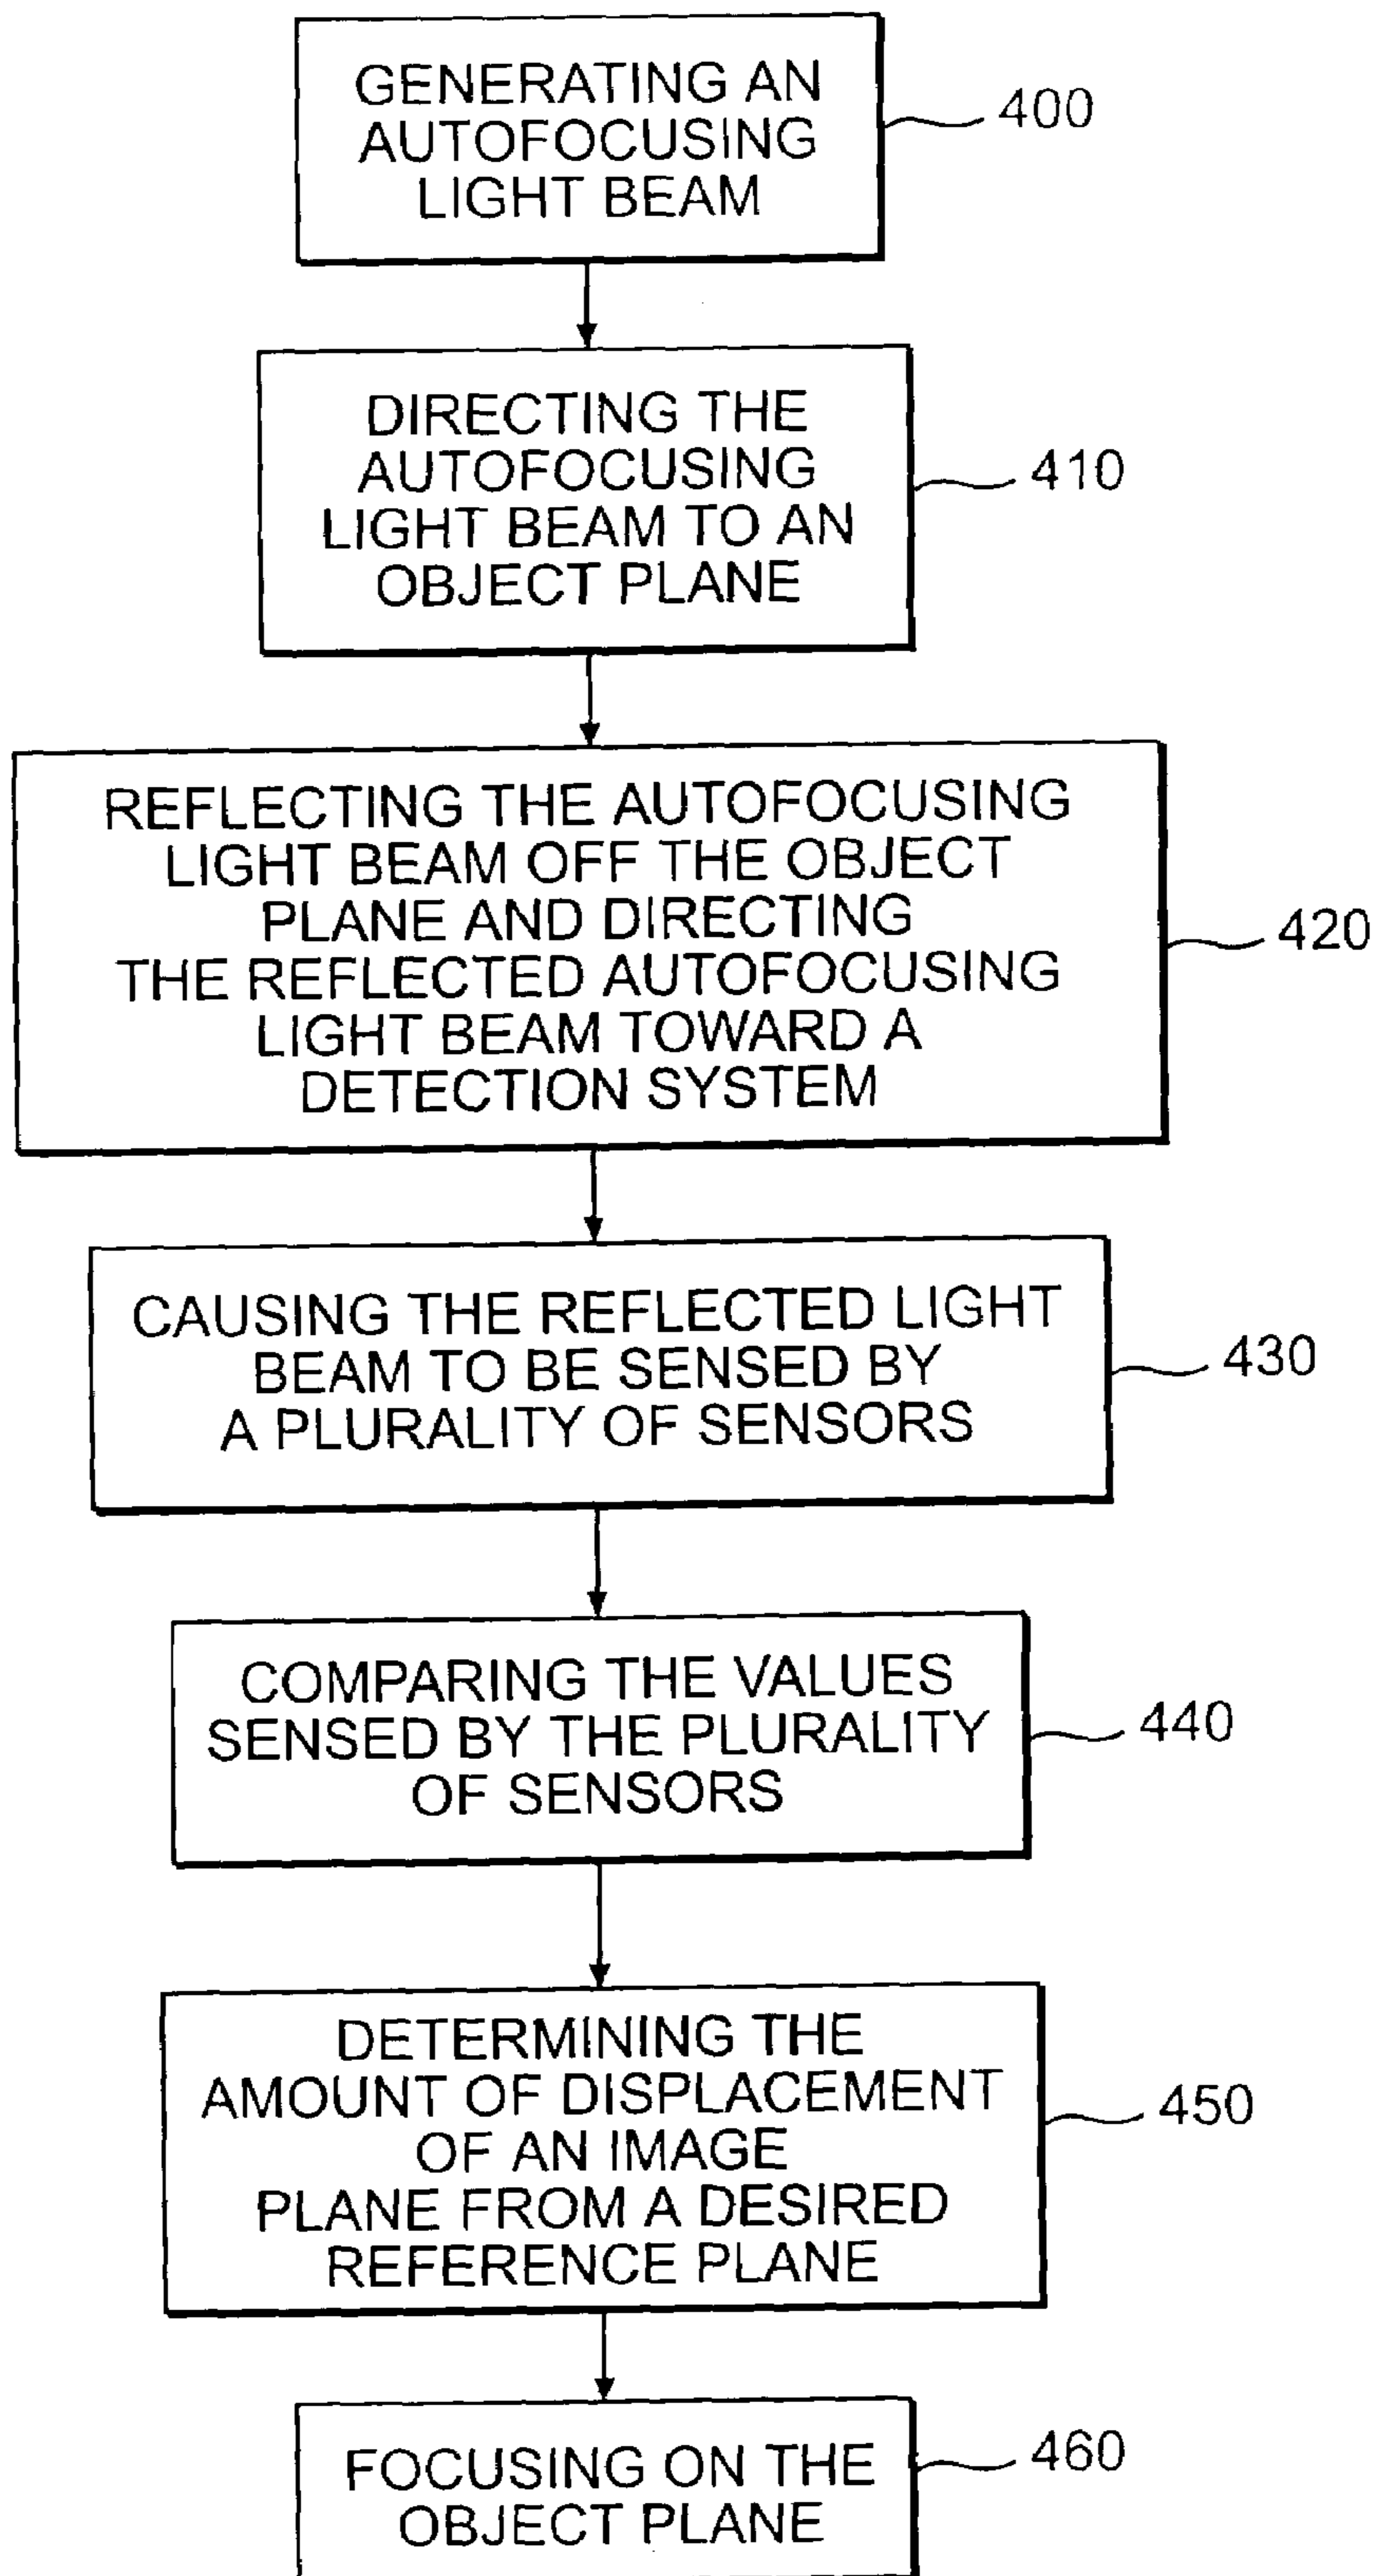 GENERATING AN
AUTOFOCUSING
LIGHT BEAM
400
DIRECTING THE
AUTOFOCUSING
LIGHT BEAM TO AN
OBJECT PLANE
410
REFLECTING THE AUTOFOCUSING
LIGHT BEAM OFF THE OBJECT
PLANE AND DIRECTING
THE REFLECTED AUTOFOCUSING
LIGHT BEAM TOWARD A
DETECTION SYSTEM
420
CAUSING THE REFLECTED LIGHT
BEAM TO BE SENSED BY
A PLURALITY OF SENSORS
430
COMPARING THE VALUES
SENSED BY THE PLURALITY
OF SENSORS
440
DETERMINING THE
AMOUNT OF DISPLACEMENT
OF AN IMAGE
PLANE FROM A DESIRED
REFERENCE PLANE
450
FOCUSING ON THE
OBJECT PLANE
460